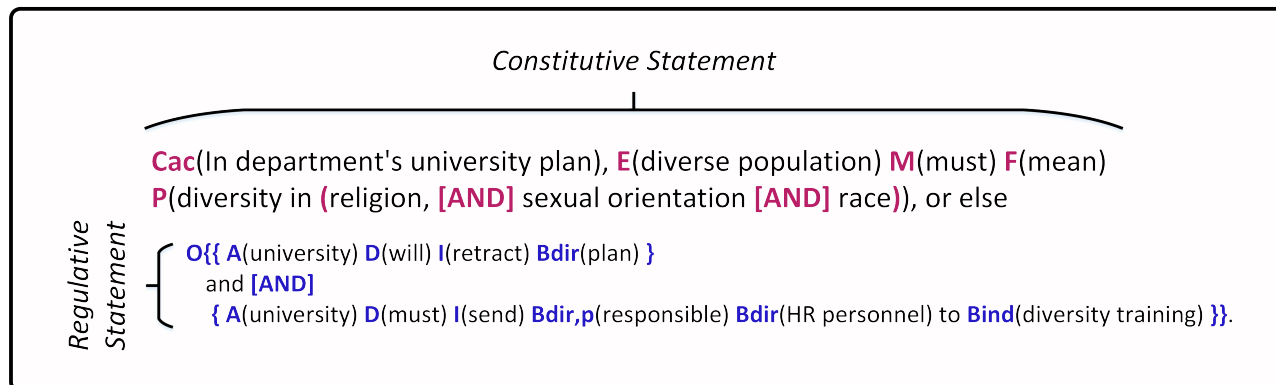 Constitutive Statement
Cac(In department's university plan), E(diverse population) M(must) F(mean)
P(diversity in (religion, [AND] sexual orientation [AND] race)), or else
Regulative
Statement
O{{ A(university) D(will) I(retract) Bdir(plan) }
and [AND]
{ A(university) D(must) I(send) Bdir,p(responsible) Bdir(HR personnel) to Bind(diversity training) }}.